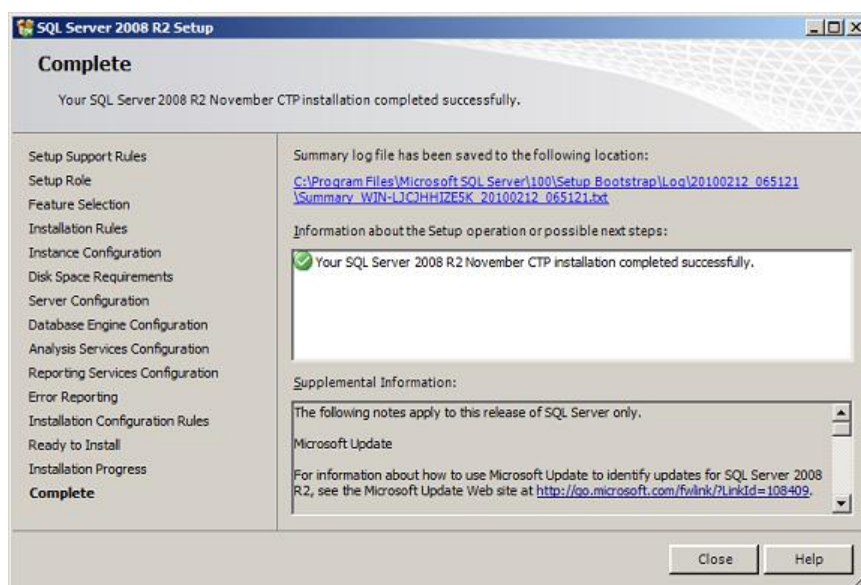 SQL Server 2008 R2 Setup
Complete
Your SQL Server 2008 R2 November CTP installation completed successfully.
Setup Support Rules
Setup Role
Feature Selection
Installation Rules
Instance Configuration
Disk Space Requirements
Server Configuration
Database Engine Configuration
Analysis Services Configuration
Reporting Services Configuration
Error Reporting
Installation Configuration Rules
Ready to Install
Installation Progress
Complete
Summary log file has been saved to the following location:
C:\Program Files\Microsoft SQL Server\100\Setup Bootstrap\Log\20100212_065121
\Summary_WIN-LJCJHHIZE5K_20100212_065121.txt
Information about the Setup operation or possible next steps:
Your SQL Server 2008 R2 November CTP installation completed successfully.
Supplemental Information:
The following notes apply to this release of SQL Server only.
Microsoft Update
For information about how to use Microsoft Update to identify updates for SQL Server 2008
R2, see the Microsoft Update Web site at http://go.microsoft.com/fwlink/?LinkId=108409.
Close
Help